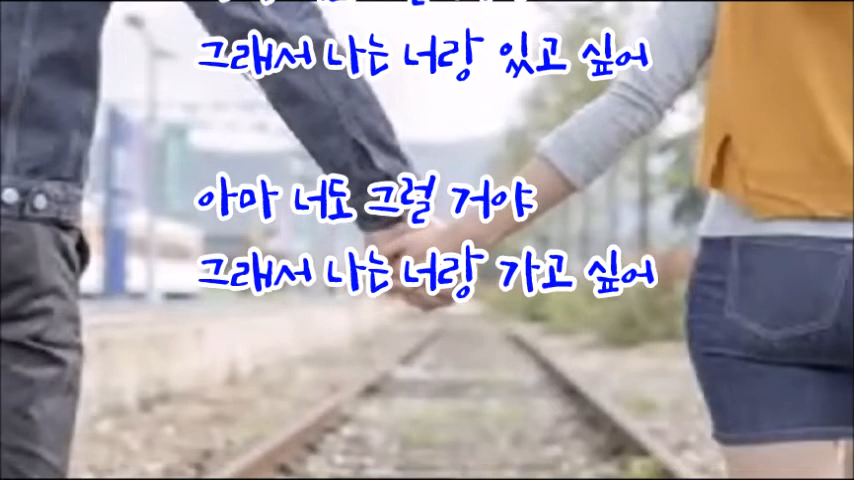 그래서 나는 너랑 있고 싶어
아마 너도 그럴 거야
그래서 나는 너랑 가고 싶어